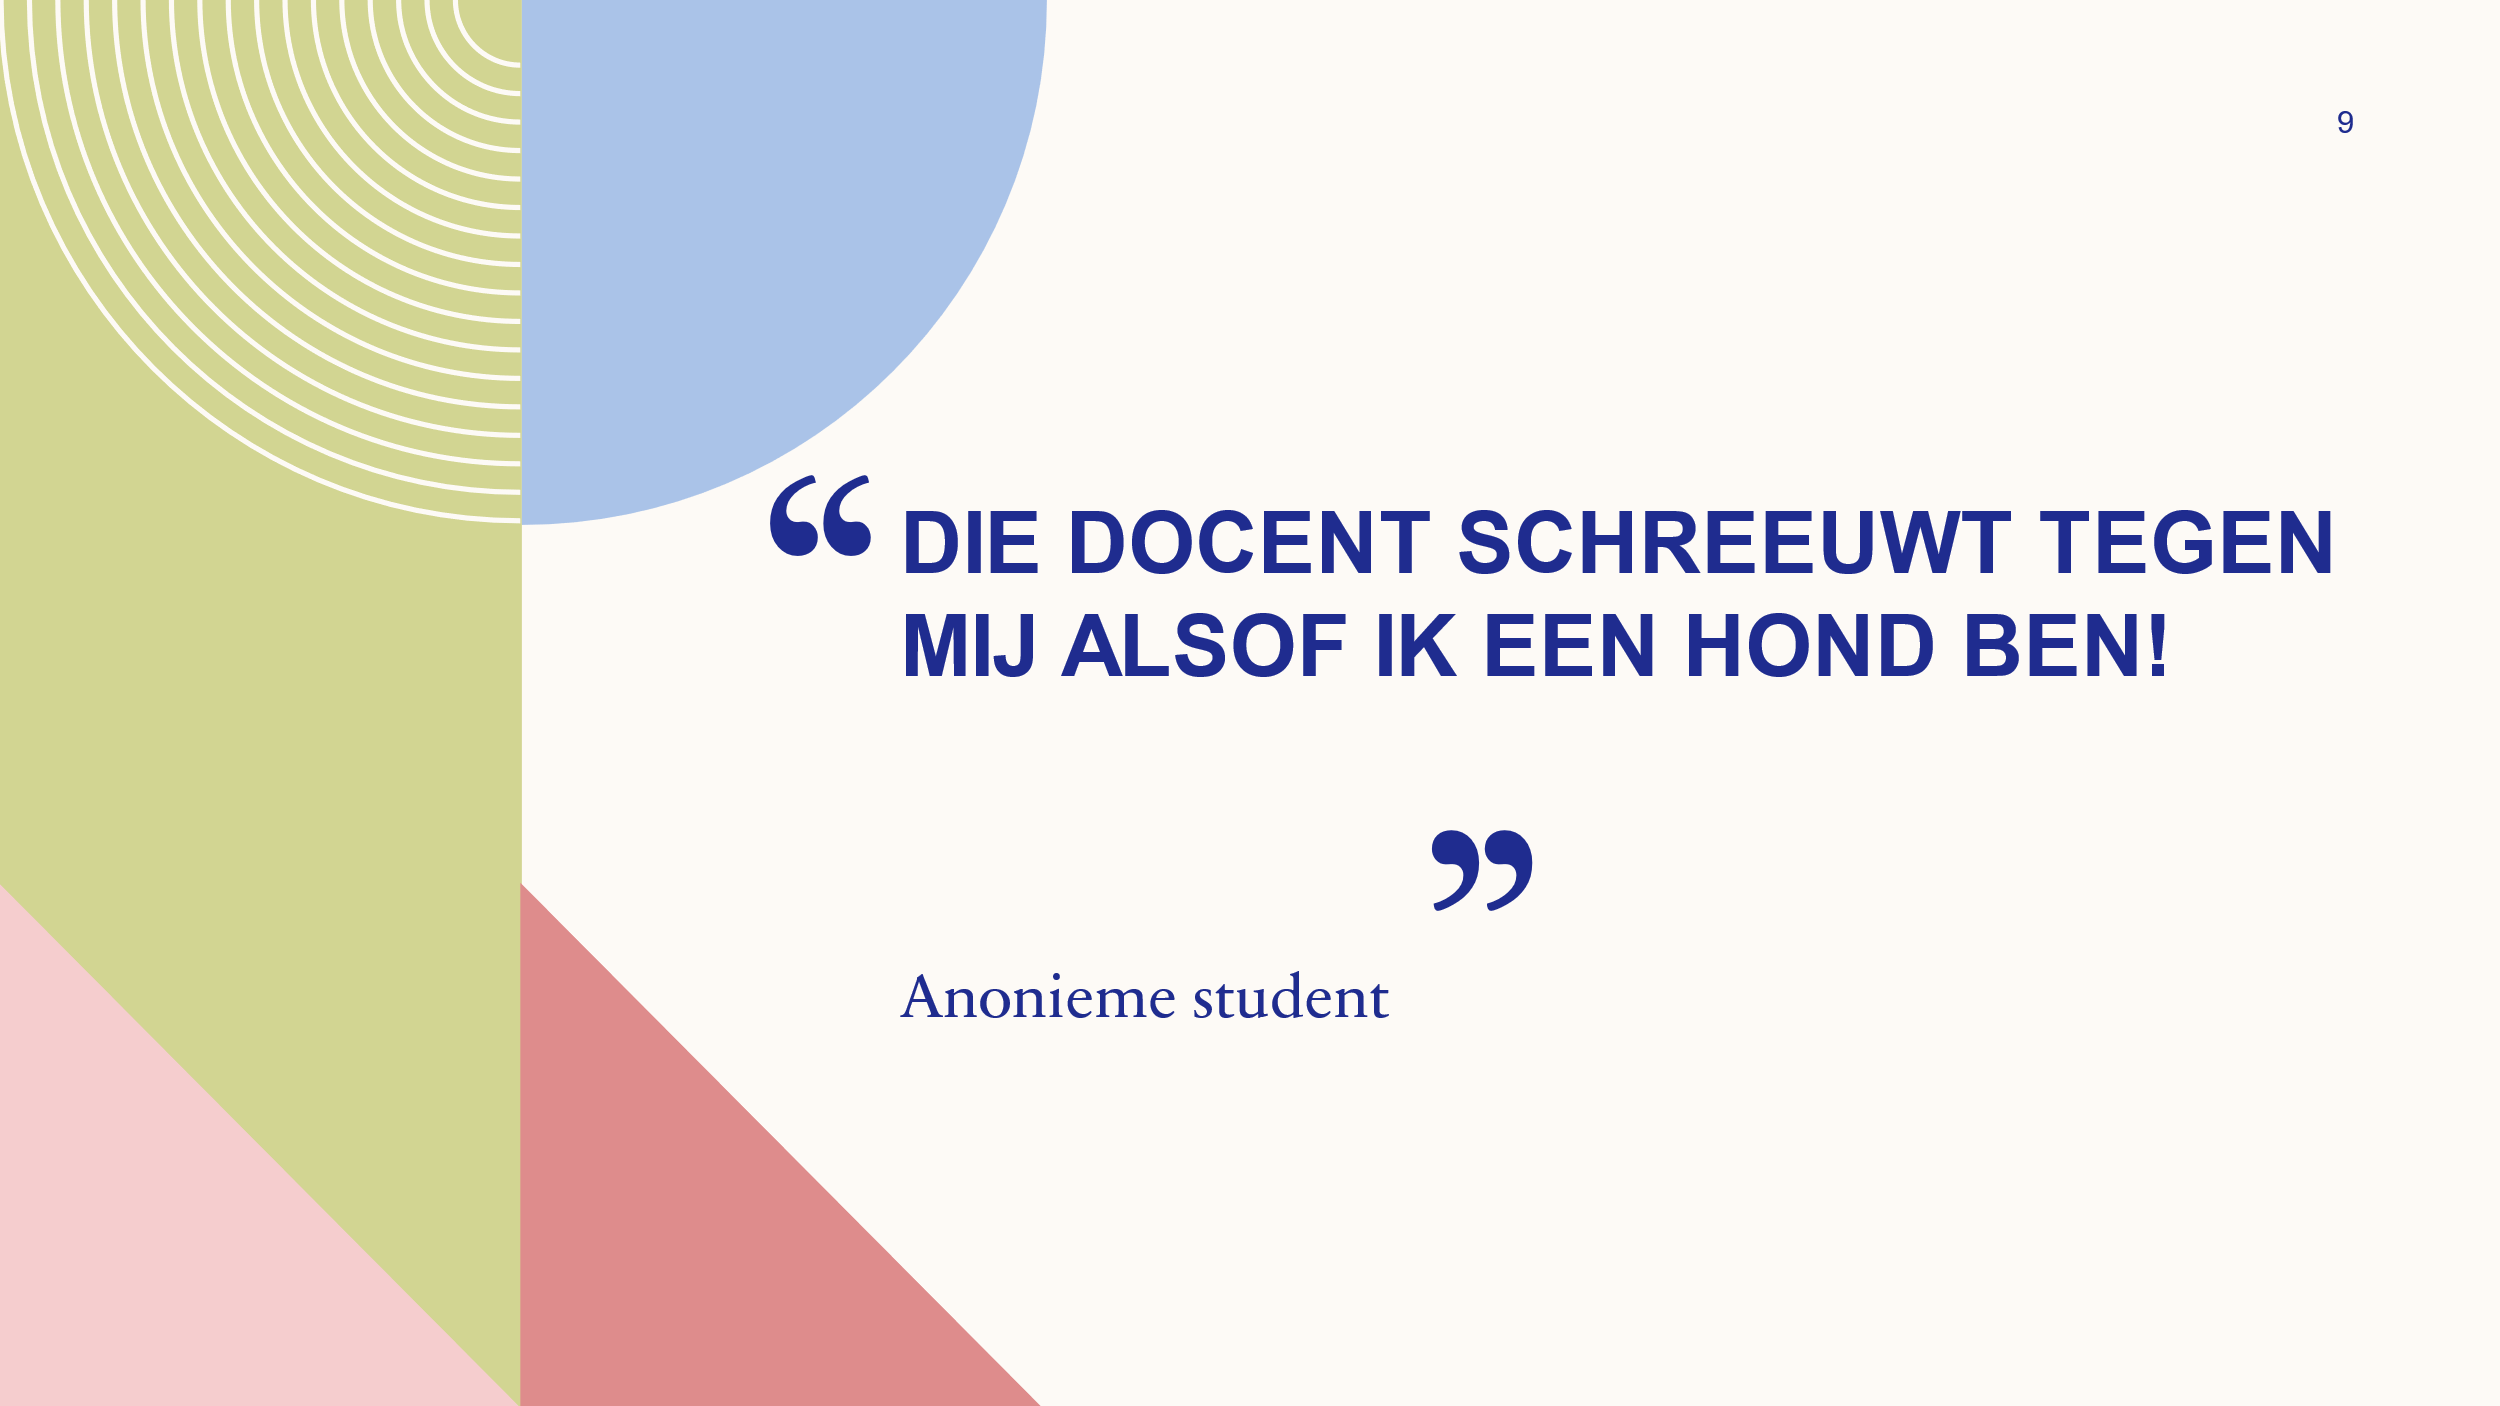 9
“ DIE DOCENT SCHREEUWT TEGEN
MIJ ALSOF IK EEN HOND BEN!
”
Anonieme student